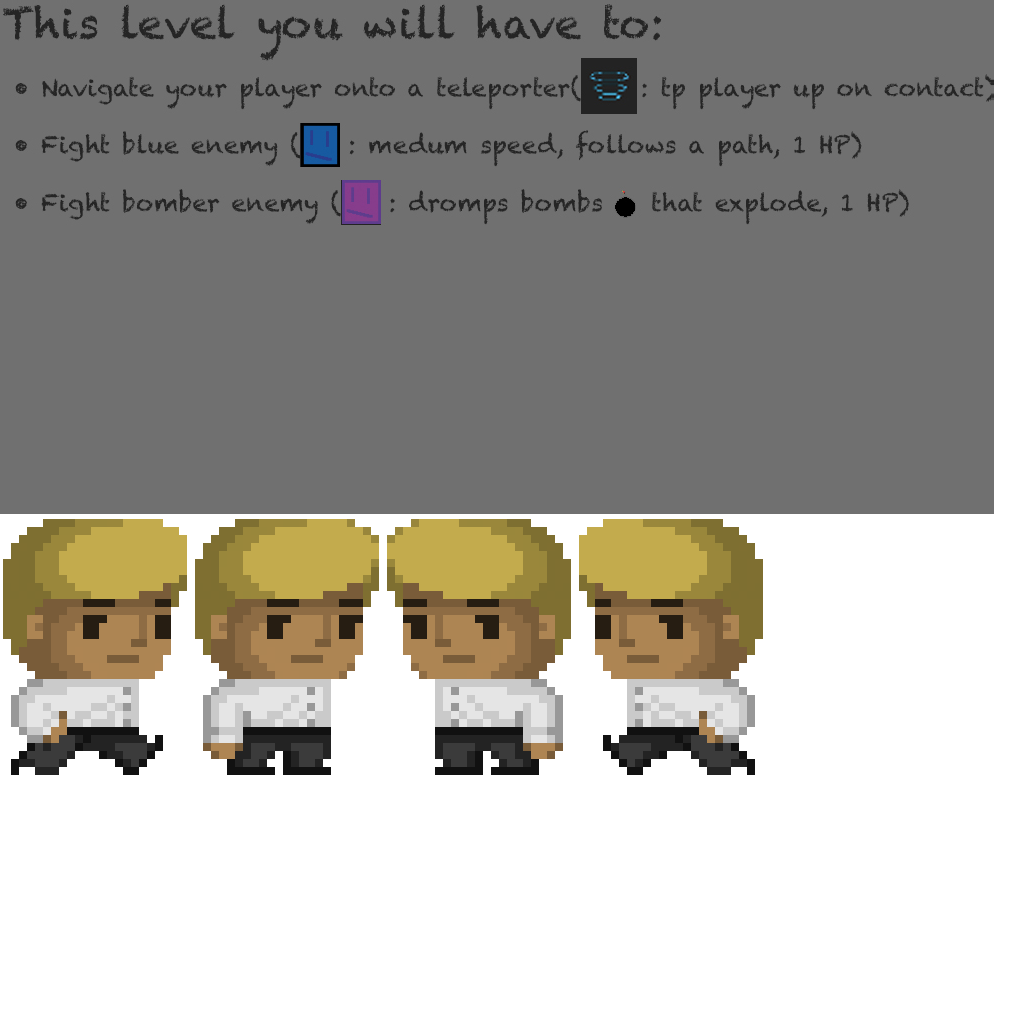 This level you will have to:
• Navigate your player onto a teleporter( : tp player up on contact)
• Fight blue enemy ( : medum speed, follows a path, 1 HP)
• Fight bomber enemy ( : dromps bombs that explode, 1 HP)